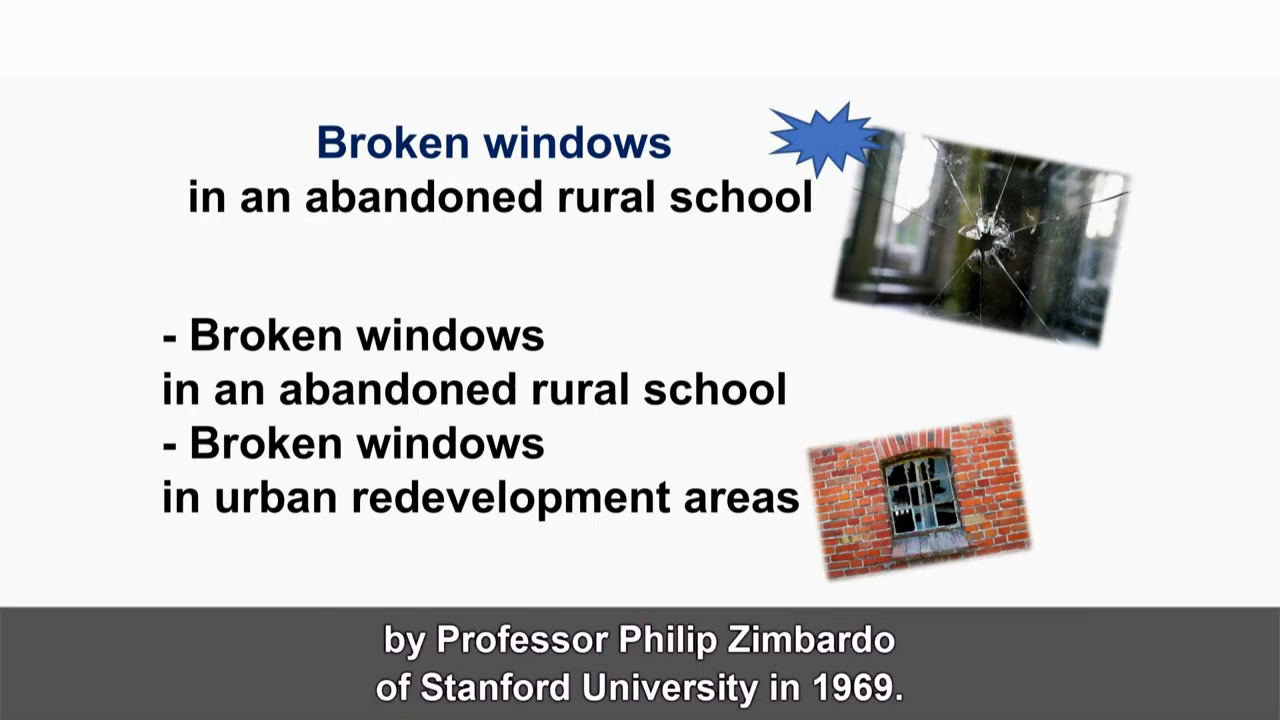 Broken windows
in an abandoned rural school
- Broken windows
in an abandoned rural school
- Broken windows
in urban redevelopment areas
by Professor Philip Zimbardo
of Stanford University in 1969.